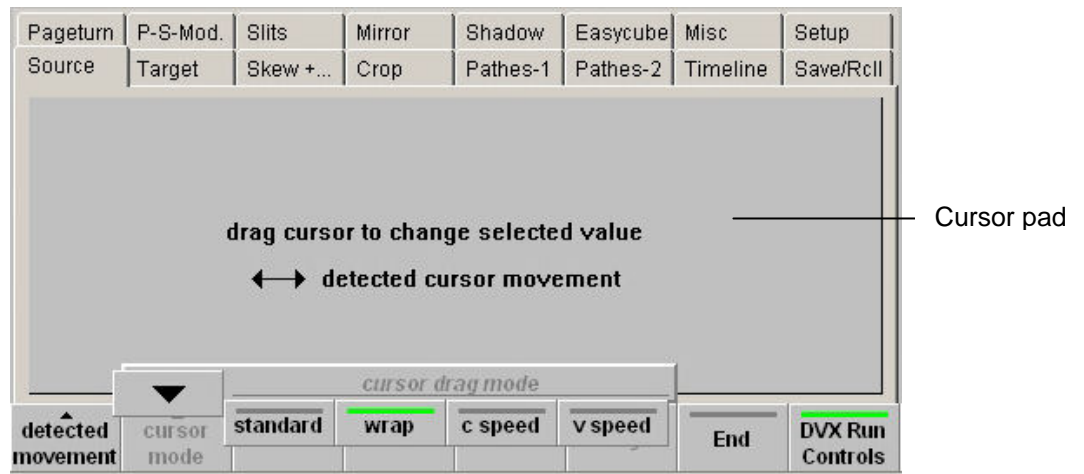 Pageturn P-S-Mod. Slits Mirror Shadow Easycube Misc Setup
Source Target Skew +... Crop Pathes-1 Pathes-2 Timeline Save/Rcll
Cursor pad
drag cursor to change selected value
detected cursor movement
cursor drag mode
detected movement
cursor mode
standard wrap c speed v speed
End
DVX Run
Controls